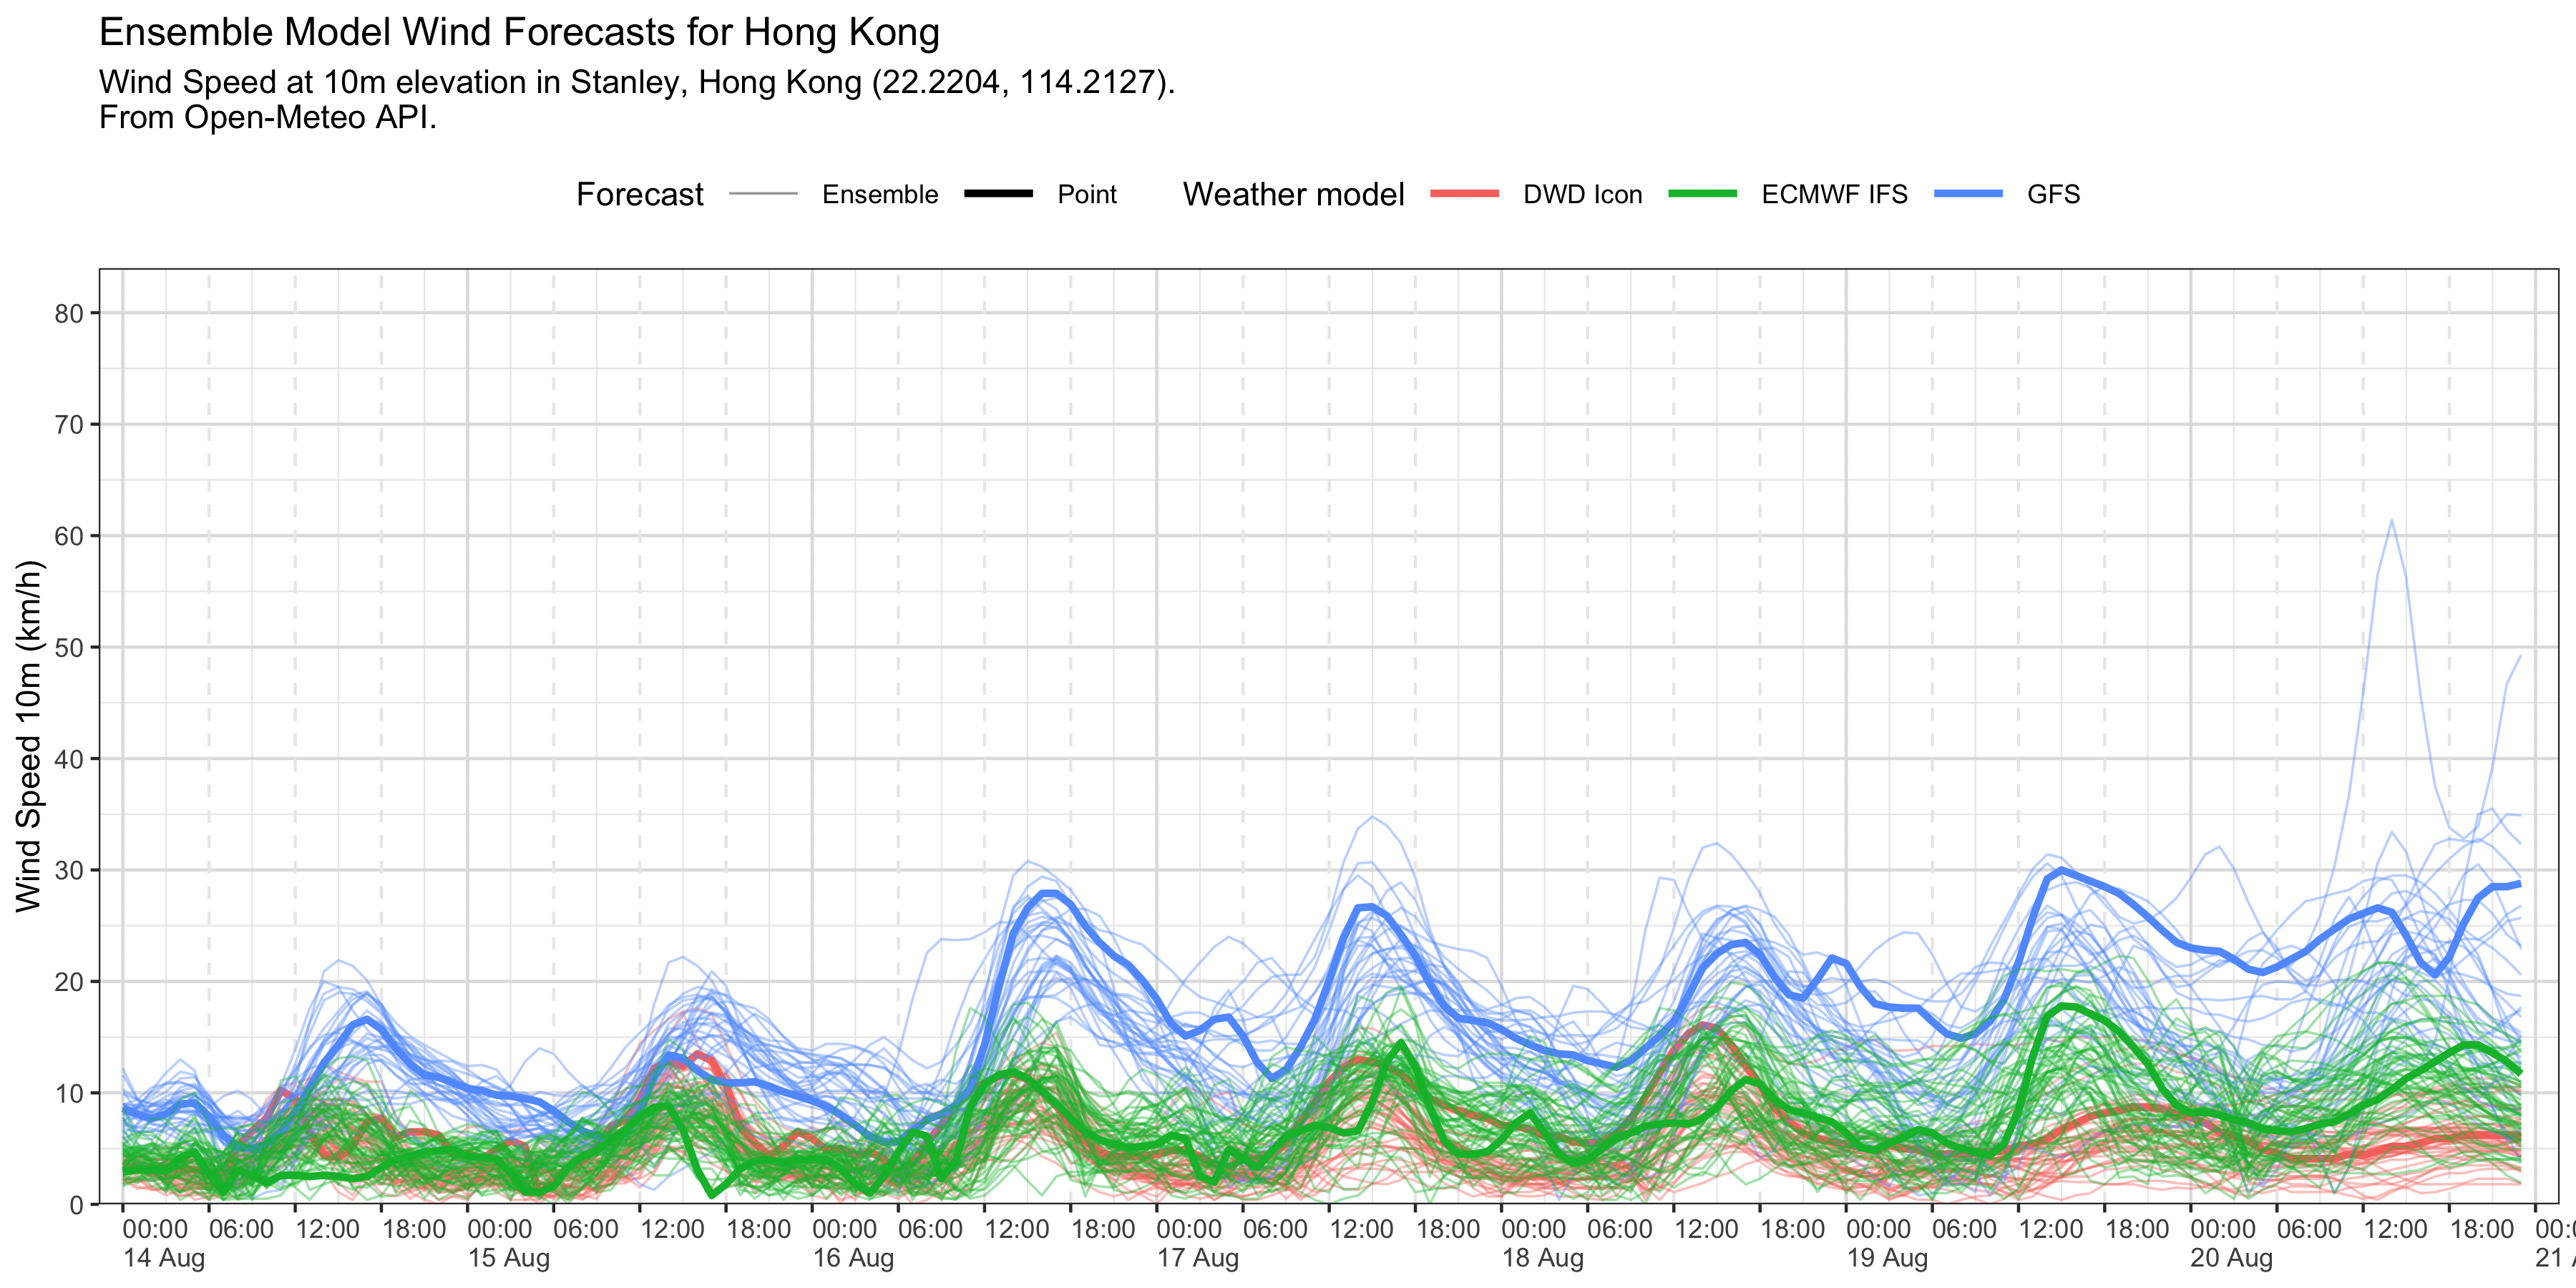 Ensemble Model Wind Forecasts for Hong Kong
Wind Speed at 10m elevation in Stanley, Hong Kong (22.2204, 114.2127).
From Open-Meteo API.
Forecast Ensemble Point Weather model DWD Icon ECMWF IFS GFS
Wind Speed 10m (km/h)
80
70
60
50
40
30
20
10
0
00:00 06:00 12:00 18:00 00:00 06:00 12:00 18:00 00:00 06:00 12:00 18:00 00:00 06:00 12:00 18:00 00:00 06:00 12:00 18:00 00:00 06:00 12:00 18:00 00:00 06:00 12:00 18:00 00:0
14 Aug 15 Aug 16 Aug 17 Aug 18 Aug 19 Aug 20 Aug 21